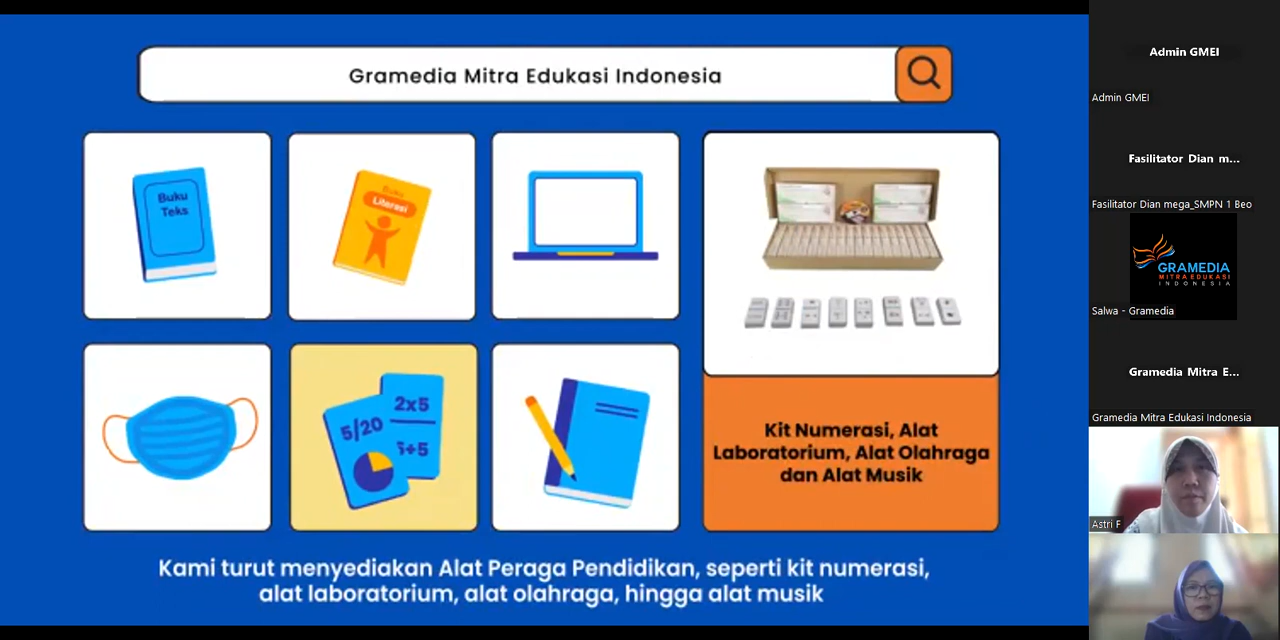 Gramedia Mitra Edukasi Indonesia
Buku
Teks
Buku
Literasi
5/20
2x5
5+5
Kit Numerasi, Alat
Laboratorium, Alat Olahraga
dan Alat Musik
Kami turut menyediakan Alat Peraga Pendidikan, seperti kit numerasi,
alat laboratorium, alat olahraga, hingga alat musik
Admin GMEI
Admin GMEI
Fasilitator Dian m...
Fasilitator Dian mega_SMPN 1 Beo
GRAMEDIA
MITRA EDUKASI
INDONESIA
Salwa - Gramedia
Gramedia Mitra E...
Gramedia Mitra Edukasi Indonesia
Astri F